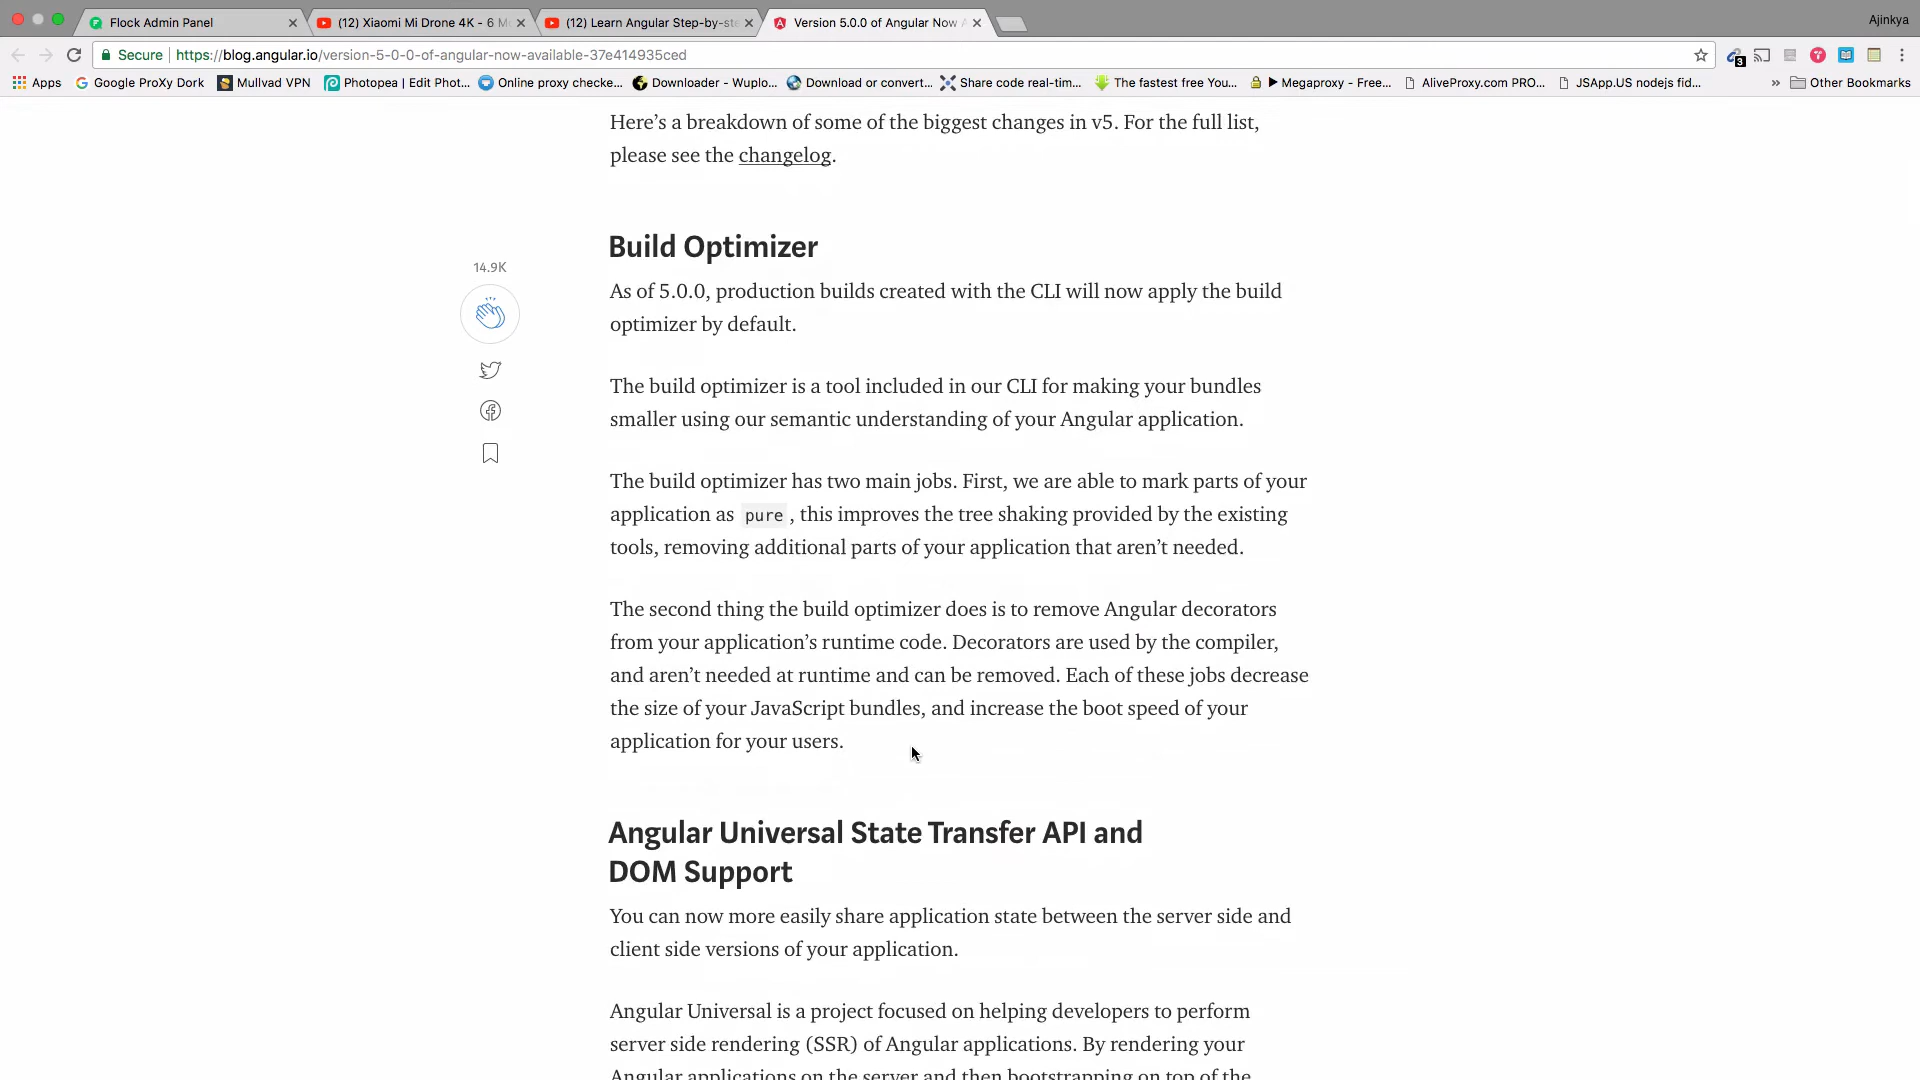 Flock Admin Panel
(12) Xiaomi Mi Drone 4K - 6 M
(12) Learn Angular Step-by-st
Version 5.0.0 of Angular Now
Ajinkya
Secure https://blog.angular.io/version-5-0-0-of-angular-now-available-37e414935ced
3
Apps Google ProXy Dork Mullvad VPN Photopea | Edit Phot... Online proxy checke... Downloader - Wuplo... Download or convert... Share code real-tim... The fastest free You... Megaproxy - Free... AliveProxy.com PRO... JSApp.US nodejs fid... » Other Bookmarks
Here's a breakdown of some of the biggest changes in v5. For the full list,
please see the changelog.
Build Optimizer
14.9K
As of 5.0.0, production builds created with the CLI will now apply the build
optimizer by default.
The build optimizer is a tool included in our CLI for making your bundles
smaller using our semantic understanding of your Angular application.
The build optimizer has two main jobs. First, we are able to mark parts of your
application as pure, this improves the tree shaking provided by the existing
tools, removing additional parts of your application that aren't needed.
The second thing the build optimizer does is to remove Angular decorators
from your application's runtime code. Decorators are used by the compiler,
and aren't needed at runtime and can be removed. Each of these jobs decrease
the size of your JavaScript bundles, and increase the boot speed of your
application for your users.
Angular Universal State Transfer API and
DOM Support
You can now more easily share application state between the server side and
client side versions of your application.
Angular Universal is a project focused on helping developers to perform
server side rendering (SSR) of Angular applications. By rendering your
Angular applications on the server and then bootstrapping on top of the